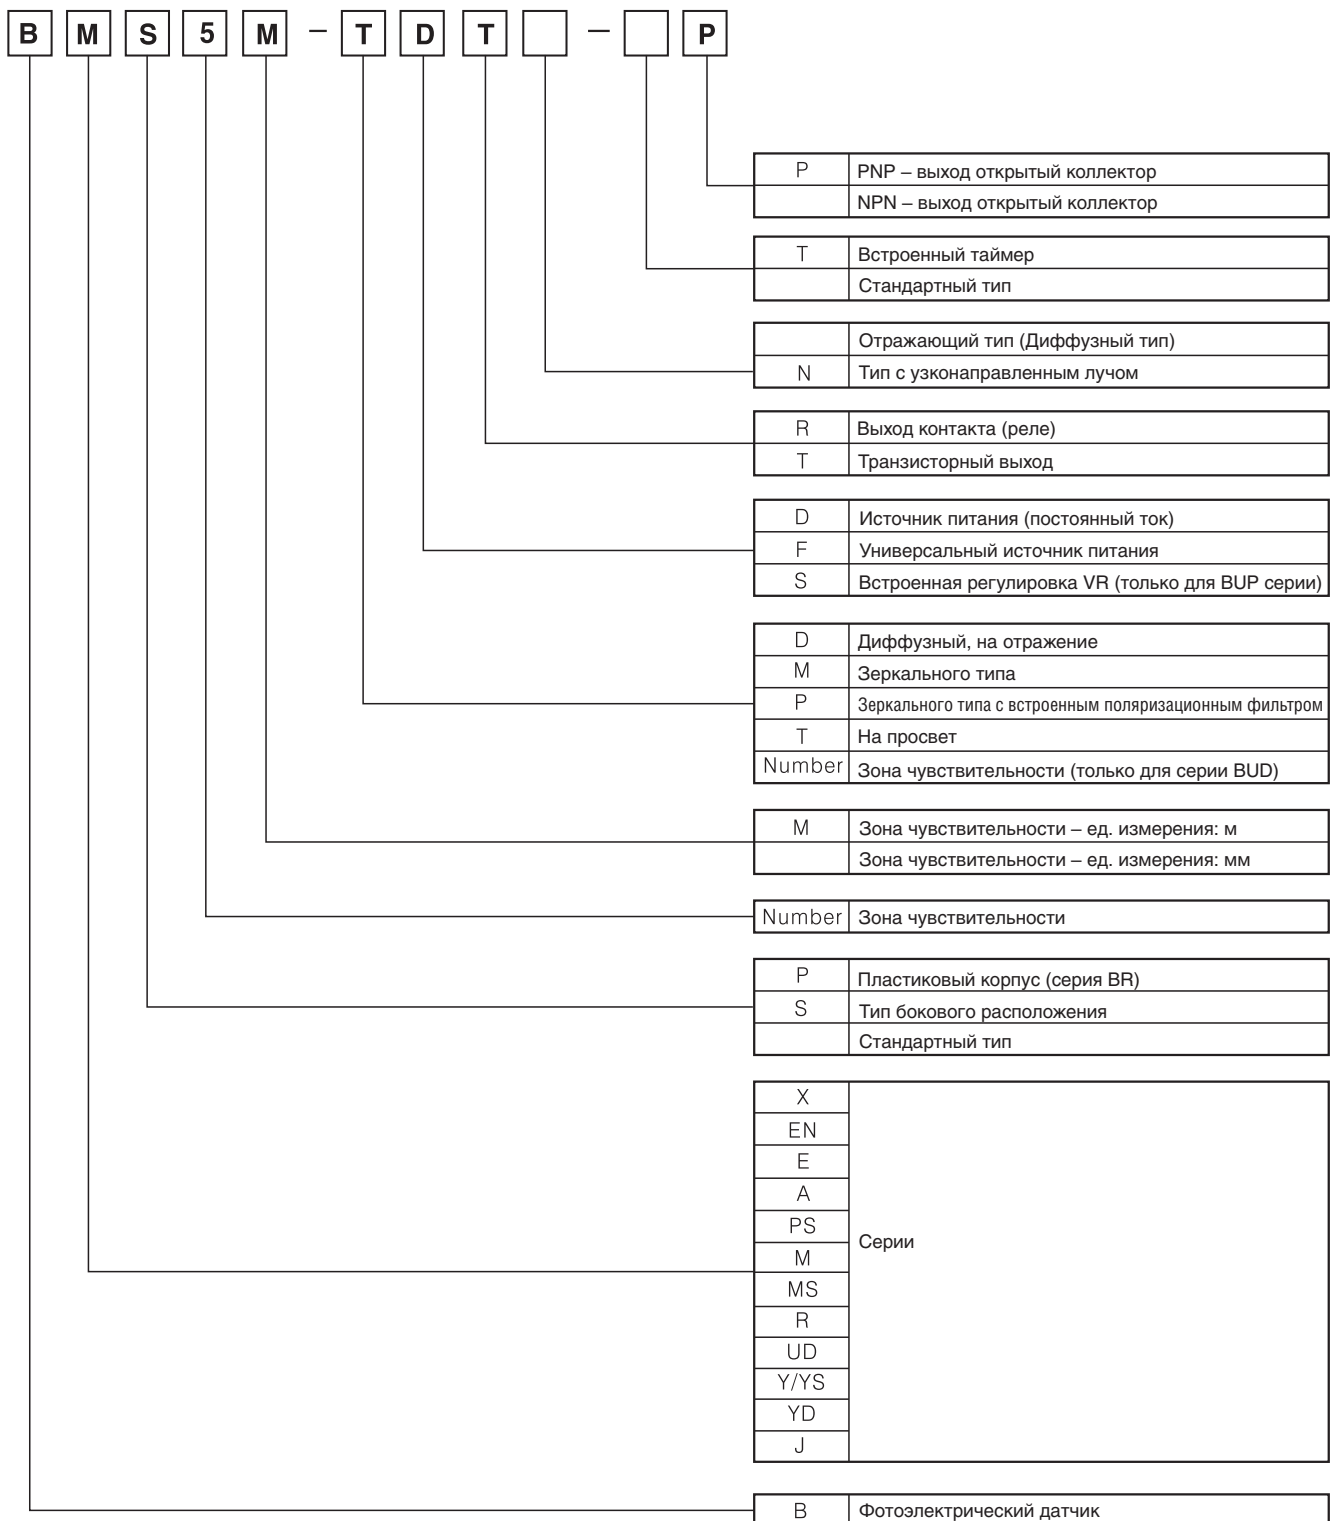 B M S 5 M – T D T – P
P PNP – выход открытый коллектор
NPN – выход открытый коллектор
T Встроенный таймер
Стандартный тип
Отражающий тип (Диффузный тип)
N Тип с узконаправленным лучом
R Выход контакта (реле)
T Транзисторный выход
D Источник питания (постоянный ток)
F Универсальный источник питания
S Встроенная регулировка VR (только для BUP серии)
D Диффузный, на отражение
M Зеркального типа
P Зеркального типа с встроенным поляризационным фильтром
T На просвет
Number Зона чувствительности (только для серии BUD)
M Зона чувствительности – ед. измерения: м
Зона чувствительности – ед. измерения: мм
Number Зона чувствительности
P Пластиковый корпус (серия BR)
S Тип бокового расположения
Стандартный тип
X
EN
E
A
PS
Серии
M
MS
R
UD
Y/YS
YD
J
B Фотоэлектрический датчик